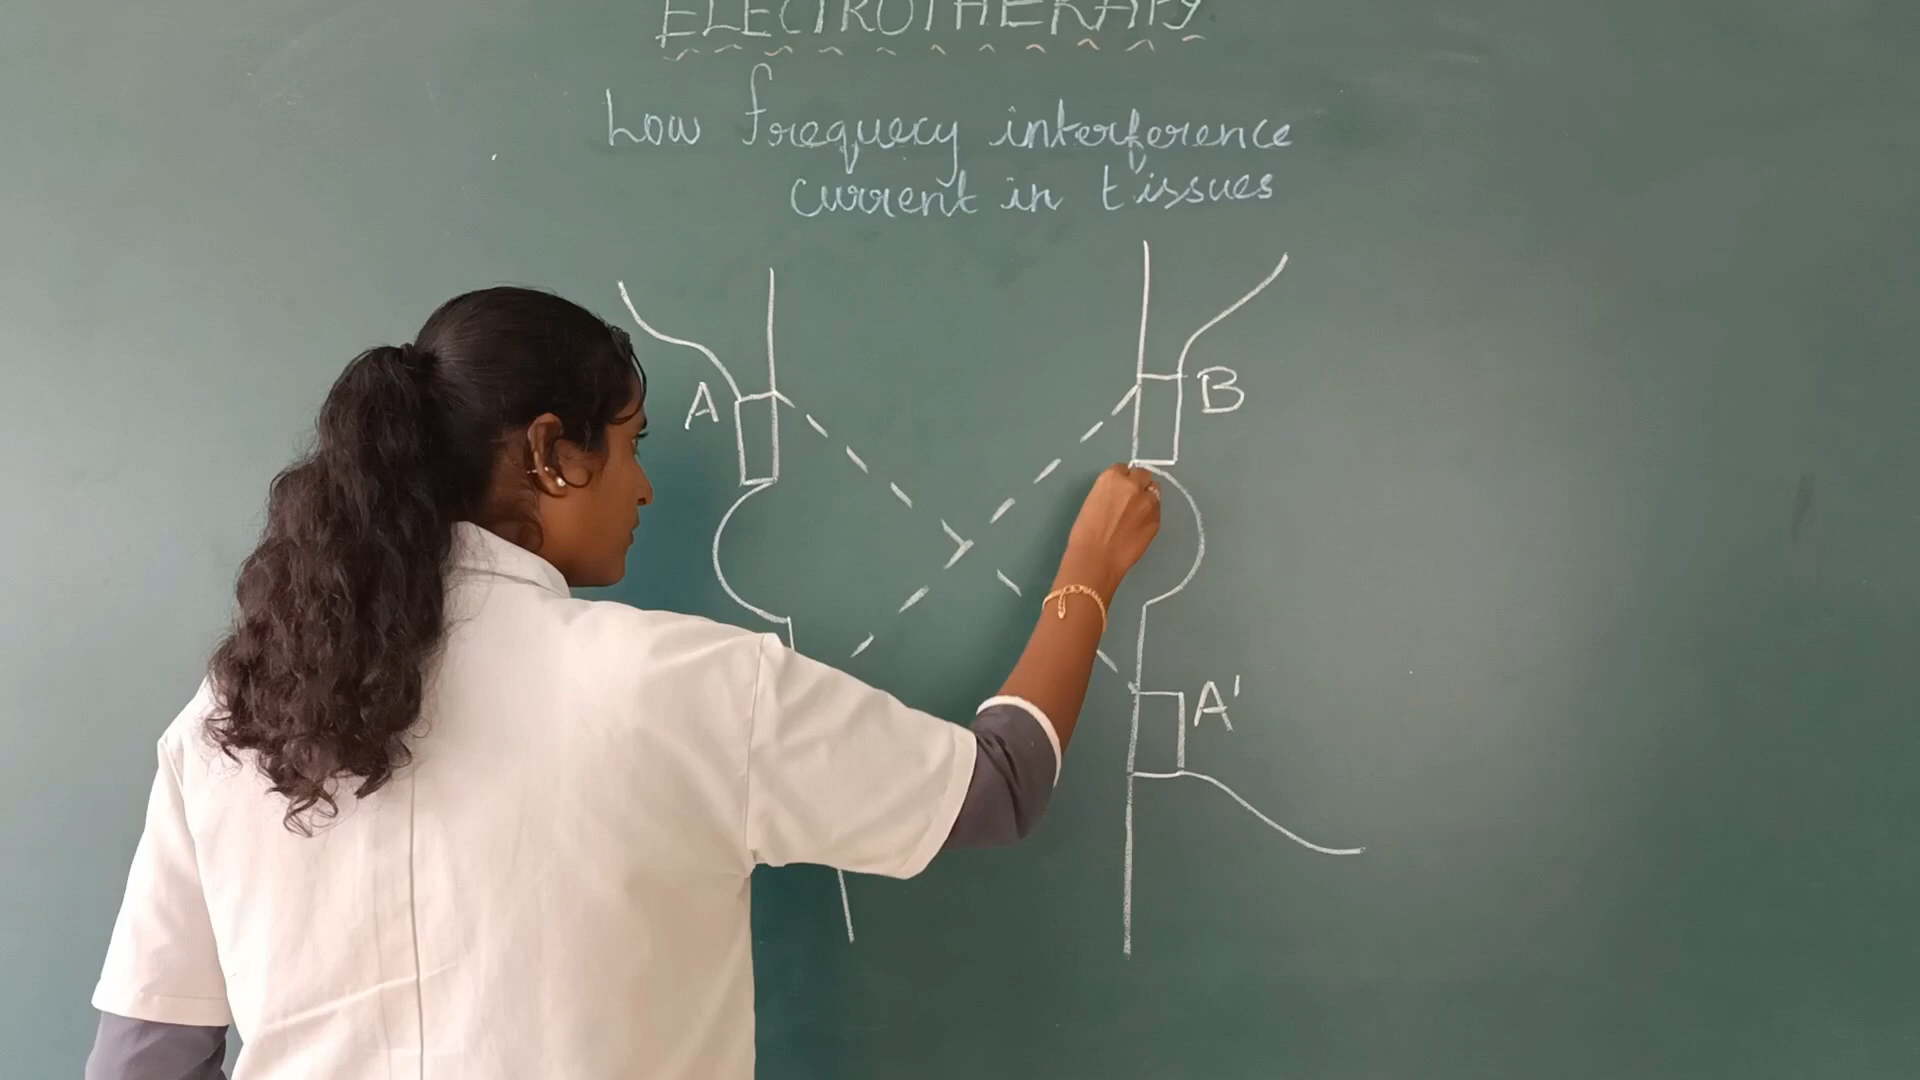 ELECTROTHERAPY
Low frequecy interference
current in tissues
A
B
A'